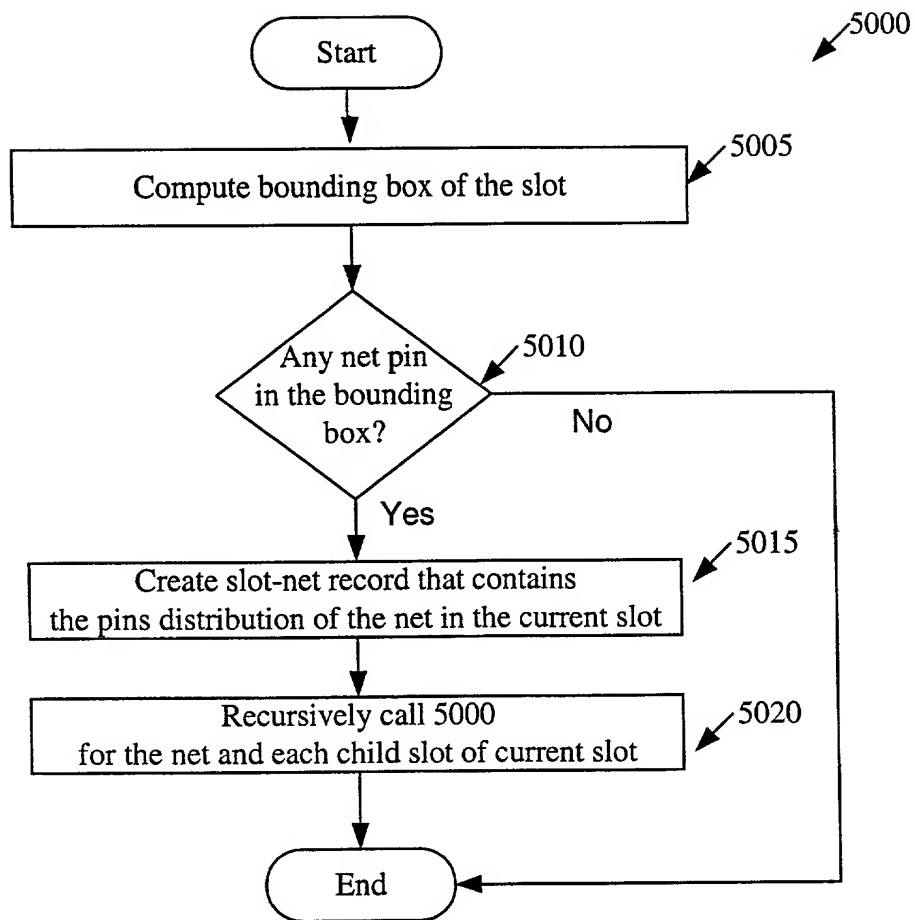 5000
Start
5005
Compute bounding box of the slot
Any net pin
in the bounding
box?
5010
No
Yes
5015
Create slot-net record that contains
the pins distribution of the net in the current slot
5020
Recursively call 5000
for the net and each child slot of current slot
End